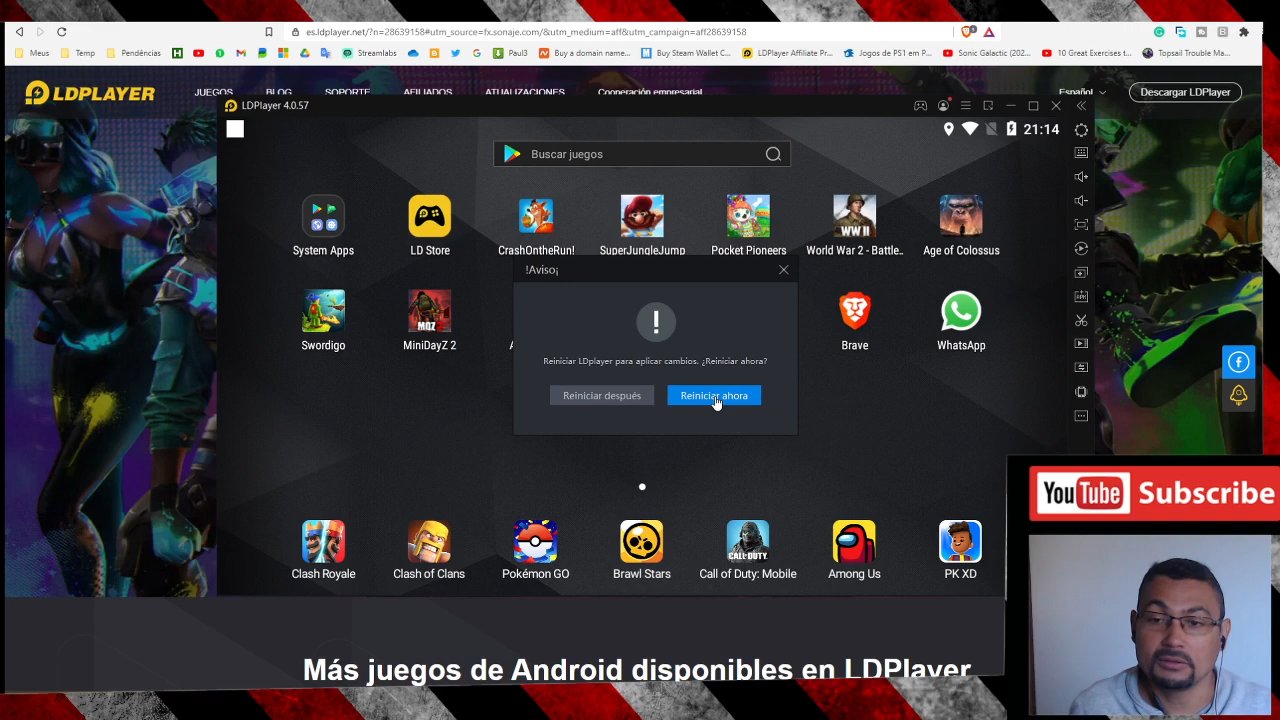 es.ldplayer.net/?n=28639158#utm_source=fx.sonaje.com/&utm_medium=aff&utm_campaign=aff28639158
Meus
Temp
Pendências
Streamlabs
Paul3
Buy a domain name...
Buy Steam Wallet C...
LDPlayer Affiliate Pr...
Jogos de PS1 em P...
Sonic Galactic (202...
10 Great Exercises t...
Topsail Trouble Ma...
LDPLAYER
JUEGOS
BLOG
SOPORTE
AFILIADOS
ATUALIZACIONES
Cooperación empresarial
Español
Descargar LDPlayer
LDPlayer 4.0.57
21:14
Buscar juegos
System Apps
LD Store
CrashOntheRun!
SuperJungleJump
Pocket Pioneers
WW II
World War 2 - Battle..
Age of Colossus
!Aviso¡
Swordigo
MiniDayZ 2
Brave
WhatsApp
Reiniciar LDplayer para aplicar cambios. ¿Reiniciar ahora?
Reiniciar después
Reiniciar ahora
APK
YouTube Subscribe
CALL·DUTY
Clash Royale
Clash of Clans
Pokémon GO
Brawl Stars
Call of Duty: Mobile
Among Us
PK XD
Más juegos de Android disponibles en LDPlayer